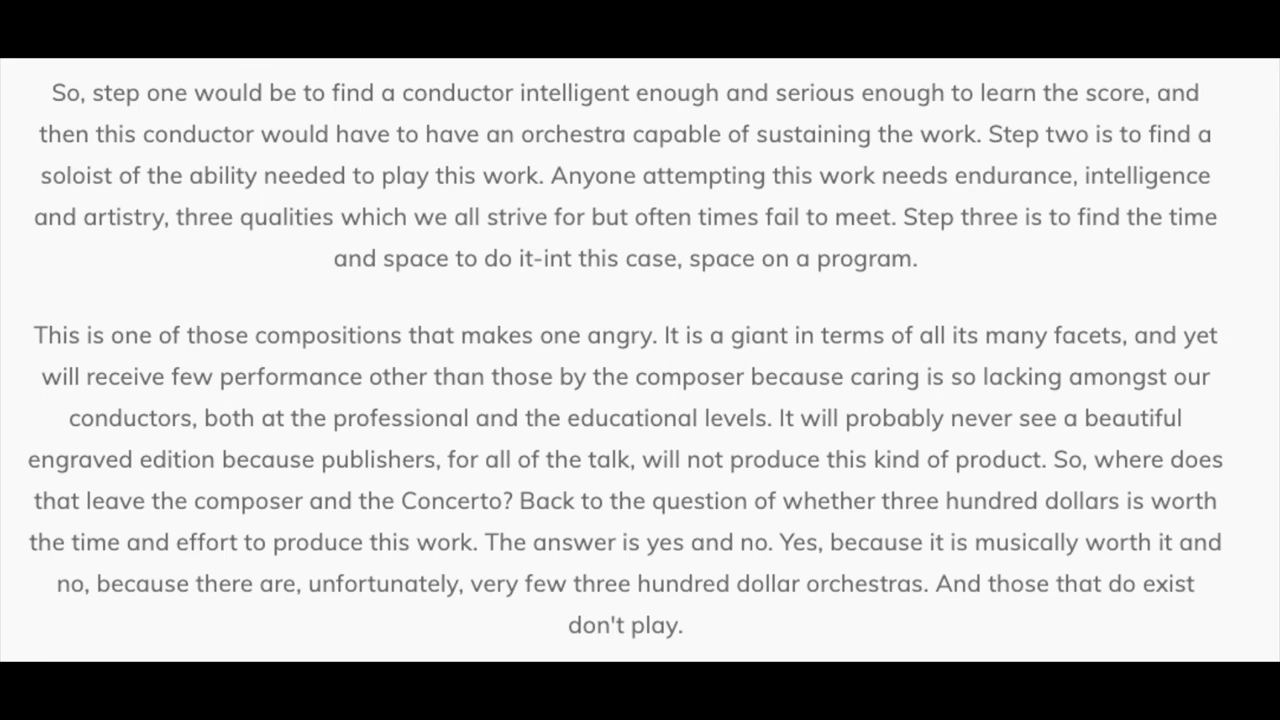 So, step one would be to find a conductor intelligent enough and serious enough to learn the score, and
then this conductor would have to have an orchestra capable of sustaining the work. Step two is to find a
soloist of the ability needed to play this work. Anyone attempting this work needs endurance, intelligence
and artistry, three qualities which we all strive for but often times fail to meet. Step three is to find the time
and space to do it-int this case, space on a program.
This is one of those compositions that makes one angry. It is a giant in terms of all its many facets, and yet
will receive few performance other than those by the composer because caring is so lacking amongst our
conductors, both at the professional and the educational levels. It will probably never see a beautiful
engraved edition because publishers, for all of the talk, will not produce this kind of product. So, where does
that leave the composer and the Concerto? Back to the question of whether three hundred dollars is worth
the time and effort to produce this work. The answer is yes and no. Yes, because it is musically worth it and
no, because there are, unfortunately, very few three hundred dollar orchestras. And those that do exist
don't play.